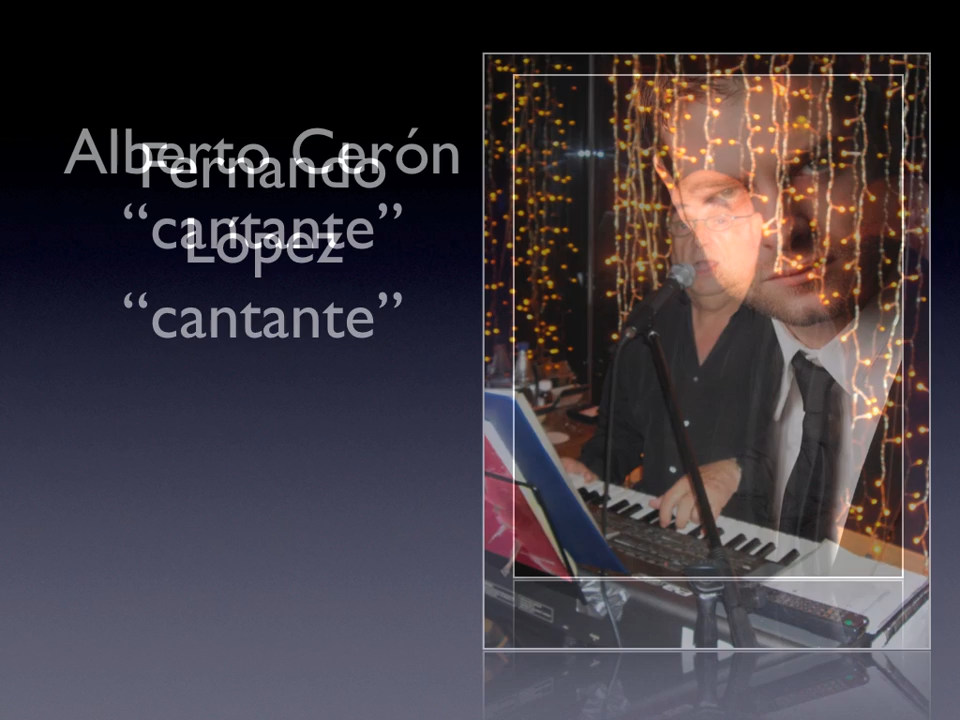 Alberto Cerón
“cantante”
Fernando
López
“cantante”